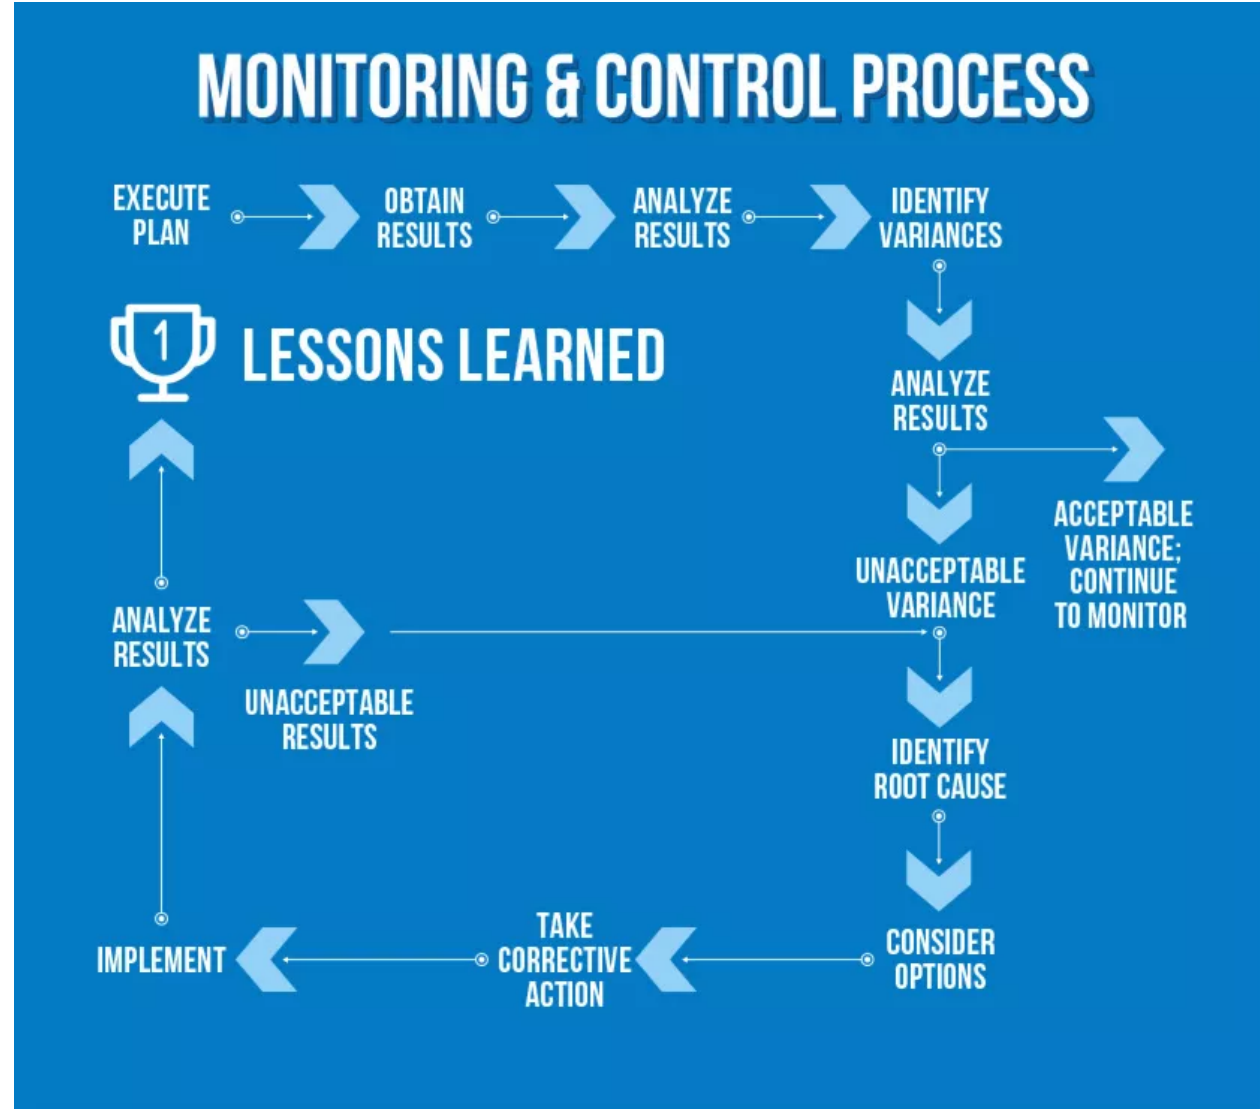 MONITORING & CONTROL PROCESS
EXECUTE
PLAN
OBTAIN
RESULTS
ANALYZE
RESULTS
IDENTIFY
VARIANCES
1
LESSONS LEARNED
ANALYZE
RESULTS
ACCEPTABLE
VARIANCE;
CONTINUE
TO MONITOR
UNACCEPTABLE
VARIANCE
ANALYZE
RESULTS
UNACCEPTABLE
RESULTS
IDENTIFY
ROOT CAUSE
CONSIDER
OPTIONS
TAKE
CORRECTIVE
ACTION
IMPLEMENT